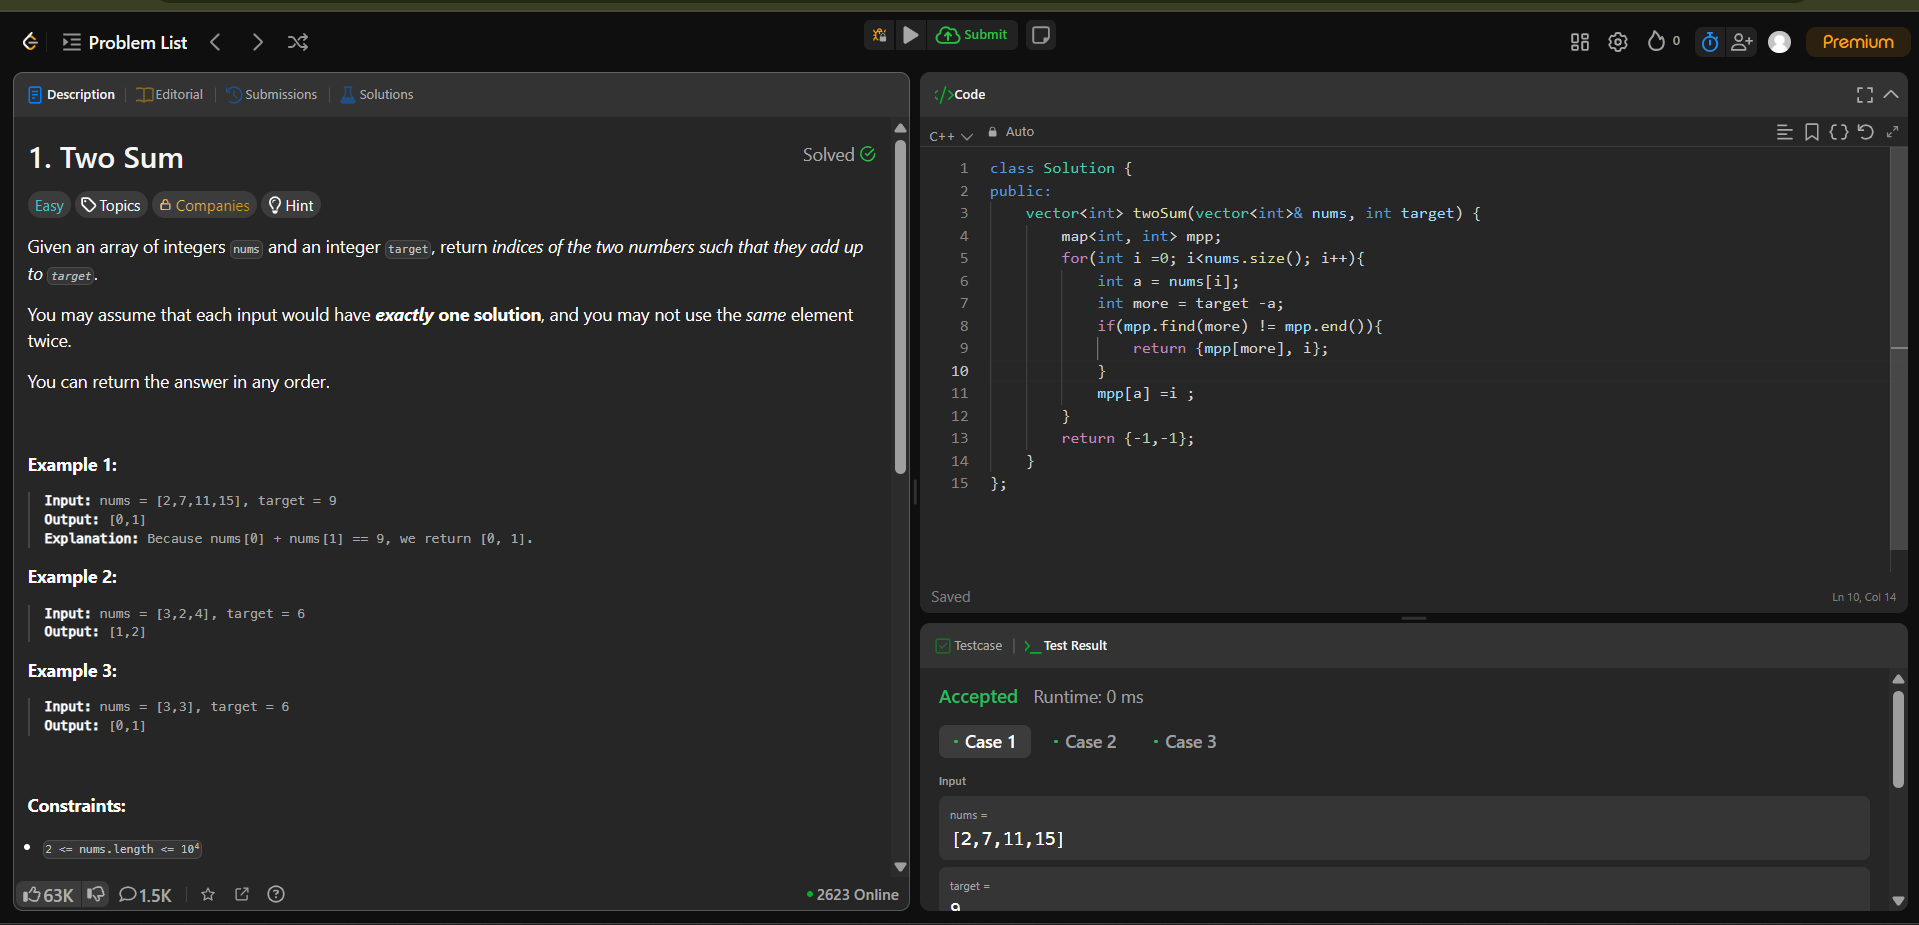 Problem List
Submit
0
Premium
Description
Editorial
Submissions
Solutions
1. Two Sum
Solved
Easy
Topics
Companies
Hint
Given an array of integers nums and an integer target, return indices of the two numbers such that they add up
to target.
You may assume that each input would have exactly one solution, and you may not use the same element
twice.
You can return the answer in any order.
Example 1:
Input: nums = [2,7,11,15], target = 9
Output: [0,1]
Explanation: Because nums[0] + nums[1] == 9, we return [0, 1].
Example 2:
Input: nums = [3,2,4], target = 6
Output: [1,2]
Example 3:
Input: nums = [3,3], target = 6
Output: [0,1]
Constraints:
• 2 <= nums.length <= 10⁴
63K
1.5K
2623 Online
</>Code
C++
Auto
1 class Solution {
2 public:
3 vector<int> twoSum(vector<int>& nums, int target) {
4 map<int, int> mpp;
5 for(int i =0; i<nums.size(); i++){
6 int a = nums[i];
7 int more = target -a;
8 if(mpp.find(more) != mpp.end()){
9 return {mpp[more], i};
10 }
11 mpp[a] =i ;
12 }
13 return {-1,-1};
14 }
15 };
Saved
Ln 10, Col 14
Testcase
Test Result
Accepted Runtime: 0 ms
Case 1
Case 2
Case 3
Input
nums =
[2,7,11,15]
target =
9